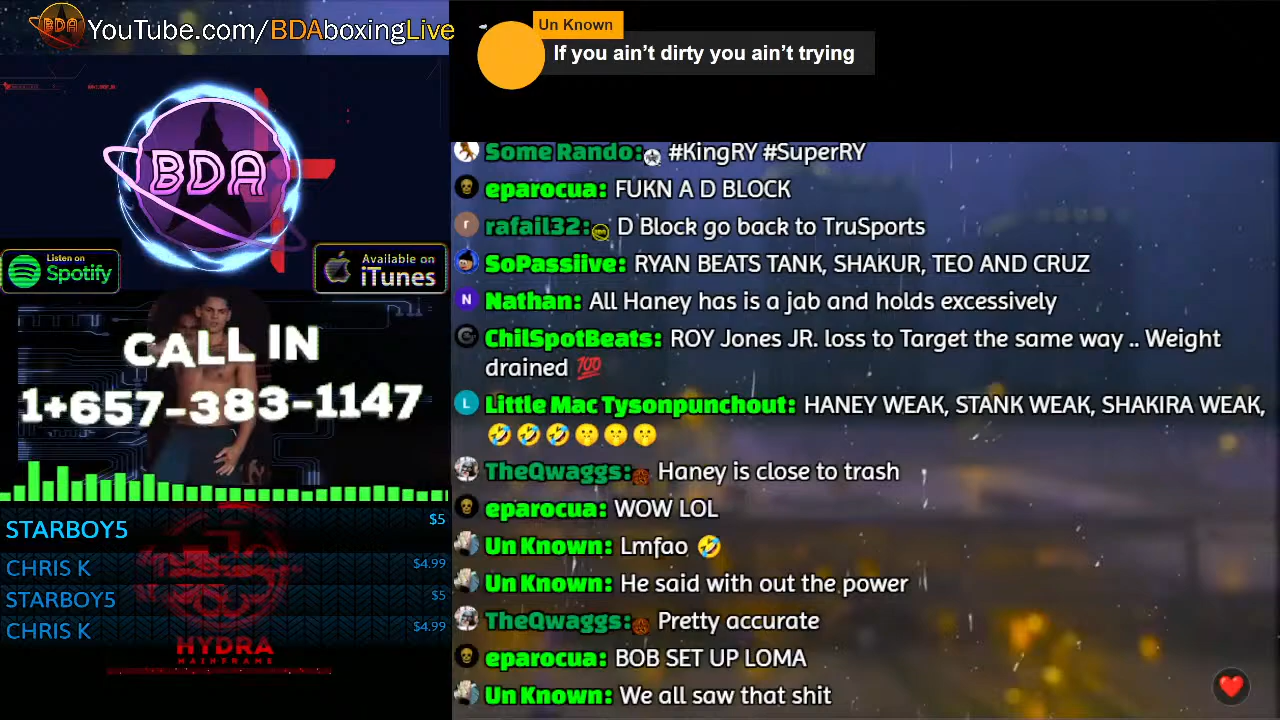 YouTube.com/BDAboxingLive
BDA
Listen on
Spotify
Available on
iTunes
CALL IN
1+657-383-1147
STARBOY5 $5
CHRIS K $4.99
STARBOY5 $5
CHRIS K $4.99
HYDRA
MAINFRAME
Un Known
If you ain’t dirty you ain’t trying
Some Rando: #KingRY #SuperRY
eparocua: FUKN A D BLOCK
r rafail32: D Block go back to TruSports
SoPassiive: RYAN BEATS TANK, SHAKUR, TEO AND CRUZ
N Nathan: All Haney has is a jab and holds excessively
ChilSpotBeats: ROY Jones JR. loss to Target the same way .. Weight
drained 💯
L Little Mac Tysonpunchout: HANEY WEAK, STANK WEAK, SHAKIRA WEAK,
🤣🤣🤣🤫🤫🤫
TheQwaggs: Haney is close to trash
eparocua: WOW LOL
Un Known: Lmfao 🤣
Un Known: He said with out the power
TheQwaggs: Pretty accurate
eparocua: BOB SET UP LOMA
Un Known: We all saw that shit